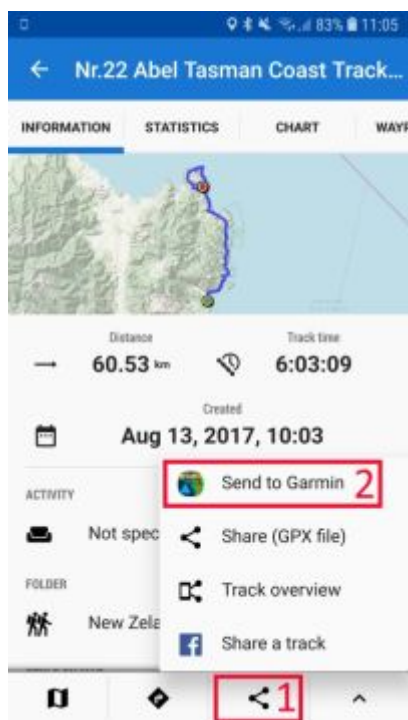 83% 11:05
Nr.22 Abel Tasman Coast Track...
INFORMATION STATISTICS CHART WAYP
Distance Track time
60.53 km 6:03:09
Created
Aug 13, 2017, 10:03
Send to Garmin 2
ACTIVITY
Not spec Share (GPX file)
FOLDER
Track overview
New Zela
Share a track
1